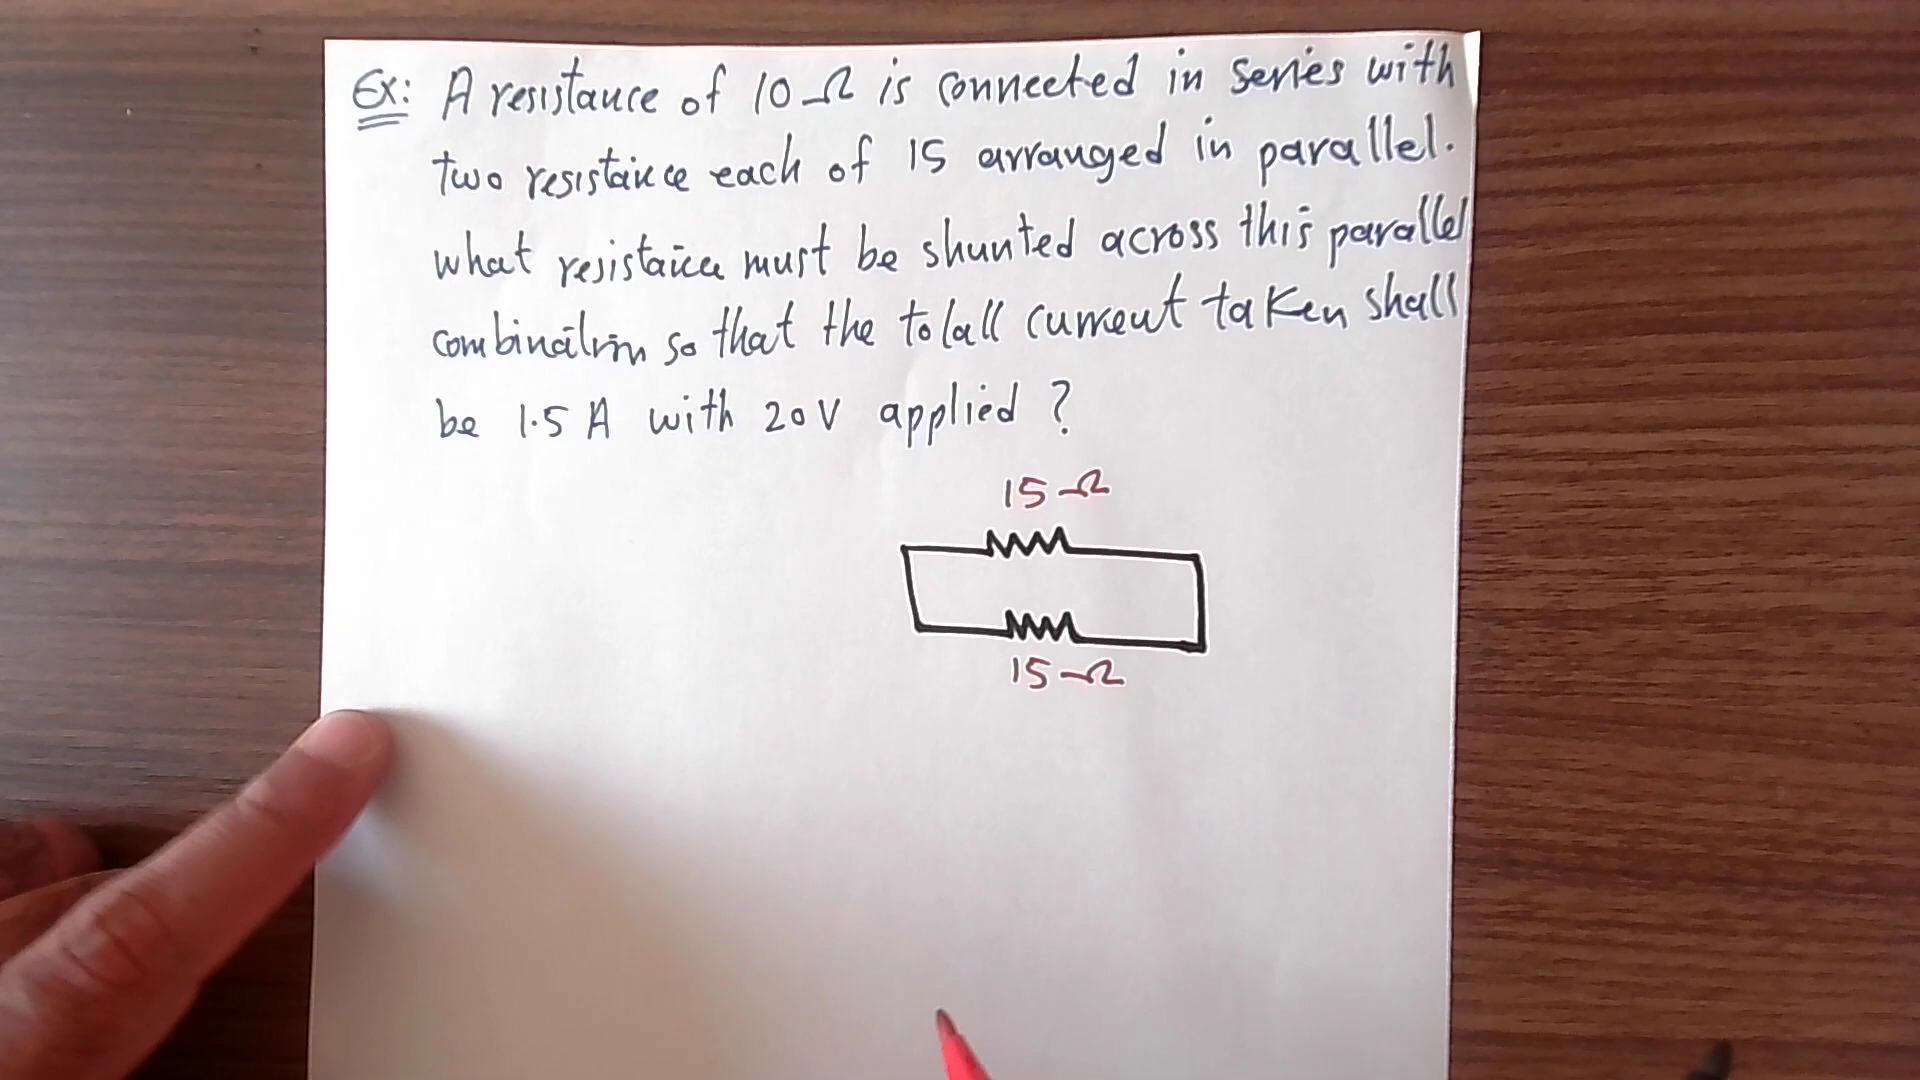 Ex: A resistance of 10 Ω is connected in series with
two resistance each of 15 arranged in parallel.
what resistance must be shunted across this parallel
combination so that the totall current taken shall
be 1.5 A with 20V applied ?
15 Ω
15 Ω